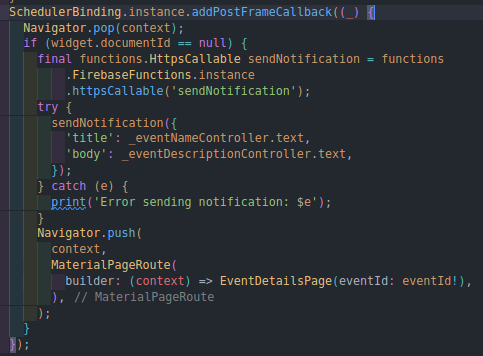 SchedulerBinding.instance.addPostFrameCallback((_) {
  Navigator.pop(context);
  if (widget.documentId == null) {
    final functions.HttpsCallable sendNotification = functions
        .FirebaseFunctions.instance
        .httpsCallable('sendNotification');
    try {
      sendNotification({
        'title': _eventNameController.text,
        'body': _eventDescriptionController.text,
      });
    } catch (e) {
      print('Error sending notification: $e');
    }
    Navigator.push(
      context,
      MaterialPageRoute(
        builder: (context) => EventDetailsPage(eventId: eventId!),
      ), // MaterialPageRoute
    );
  }
});